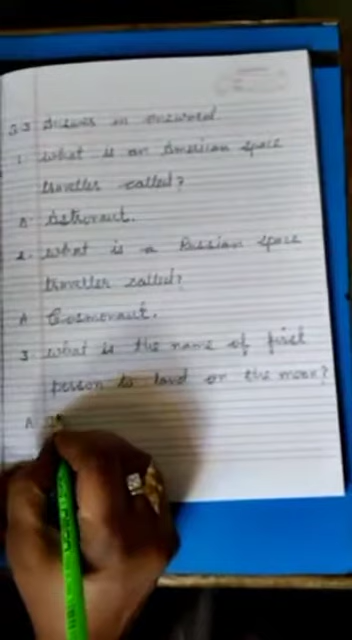 Q.3 Answer in oneword.
1. what is an American space
traveller called?
A. Astronaut.
2. what is a Russian space
traveller called?
A Cosmonaut.
3. what is the name of first
person to land on the moon?
A.